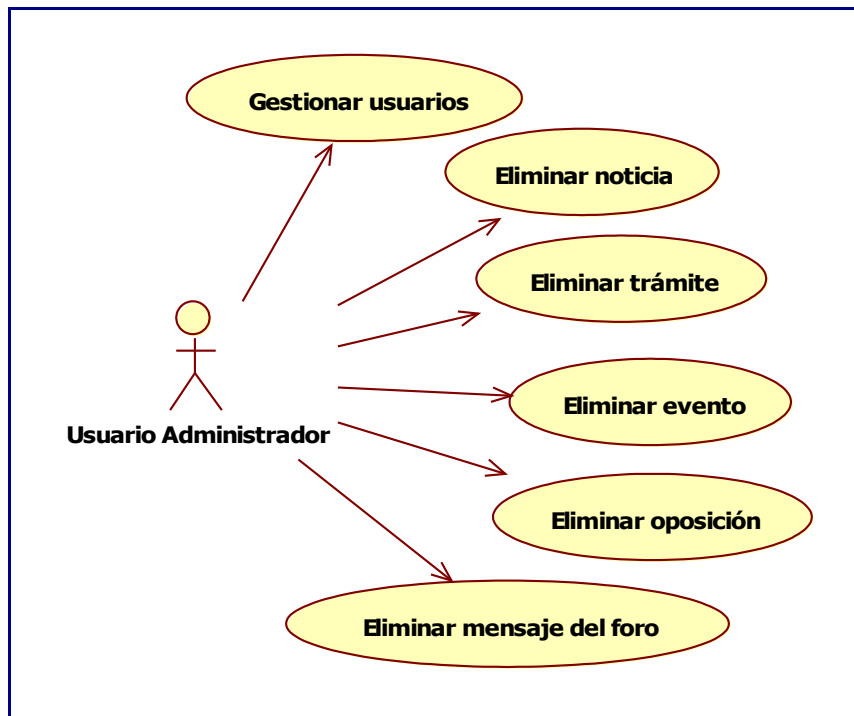 Gestionar usuarios
Eliminar noticia
Eliminar trámite
Eliminar evento
Usuario Administrador
Eliminar oposición
Eliminar mensaje del foro